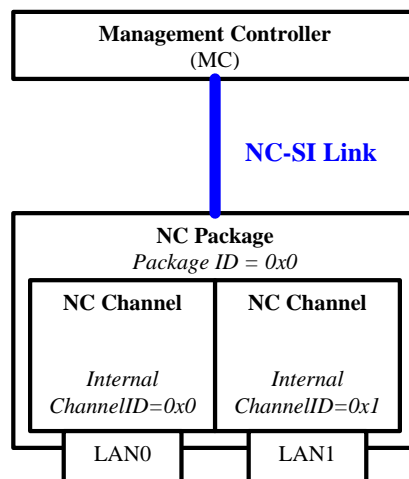 Management Controller
(MC)
NC-SI Link
NC Package
Package ID = 0x0
NC Channel
NC Channel
Internal
ChannelID=0x0
Internal
ChannelID=0x1
LAN0
LAN1